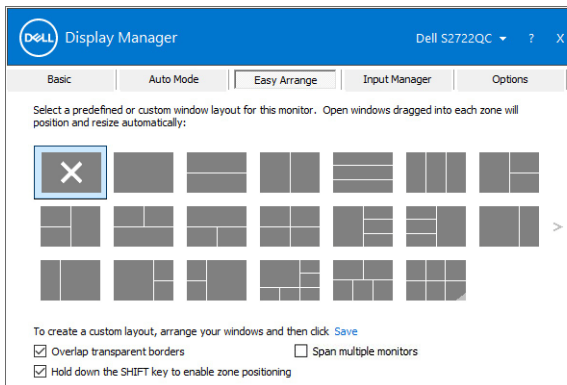 DELL Display Manager Dell S2722QC ? X
Basic Auto Mode Easy Arrange Input Manager Options
Select a predefined or custom window layout for this monitor. Open windows dragged into each zone will
position and resize automatically:
>
To create a custom layout, arrange your windows and then click Save
Overlap transparent borders Span multiple monitors
Hold down the SHIFT key to enable zone positioning